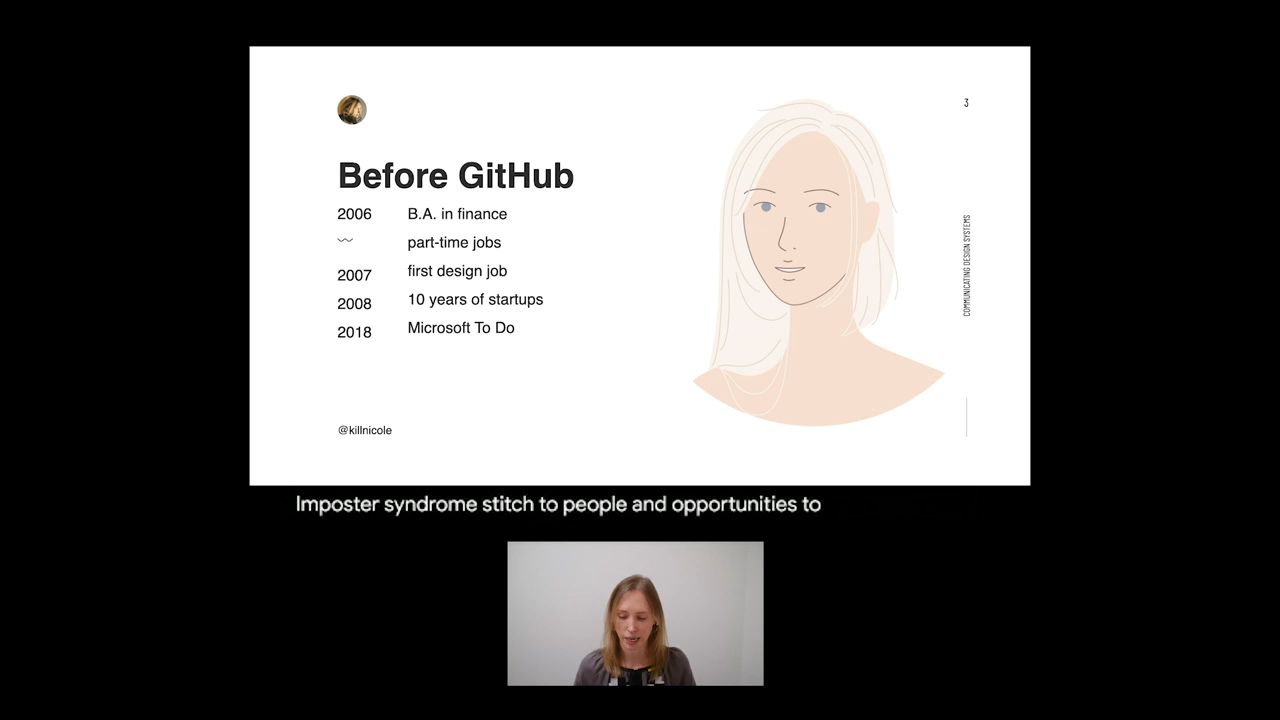 3
Before GitHub
2006 B.A. in finance
part-time jobs
2007 first design job
2008 10 years of startups
2018 Microsoft To Do
COMMUNICATING DESIGN SYSTEMS
@killnicole
Imposter syndrome stitch to people and opportunities to